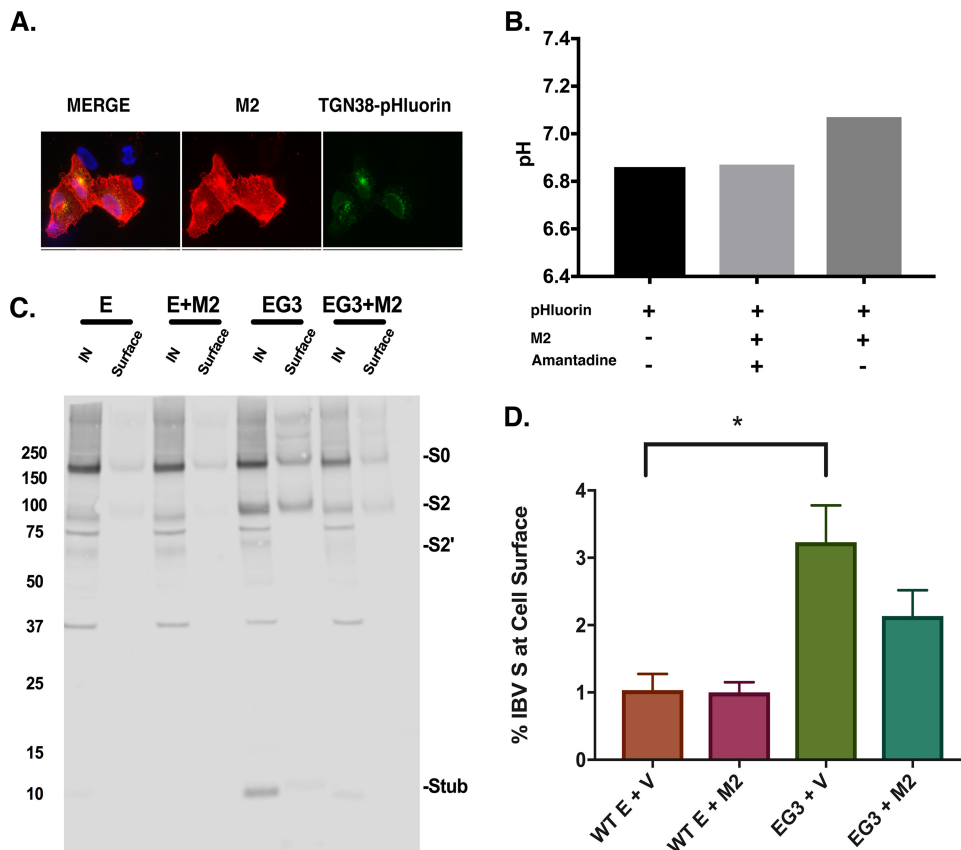 A.
MERGE M2 TGN38-pHluorin
B.
7.4
7.2
7.0
6.8
6.6
6.4
pH
pHluorin + + +
M2 - + +
Amantadine - + -
C.
E E+M2 EG3 EG3+M2
IN Surface IN Surface IN Surface IN Surface
250
150
100
75
50
37
25
15
10
-S0
-S2
-S2'
-Stub
D.
*
% IBV S at Cell Surface
4
3
2
1
0
WT E + V
WT E + M2
EG3 + V
EG3 + M2